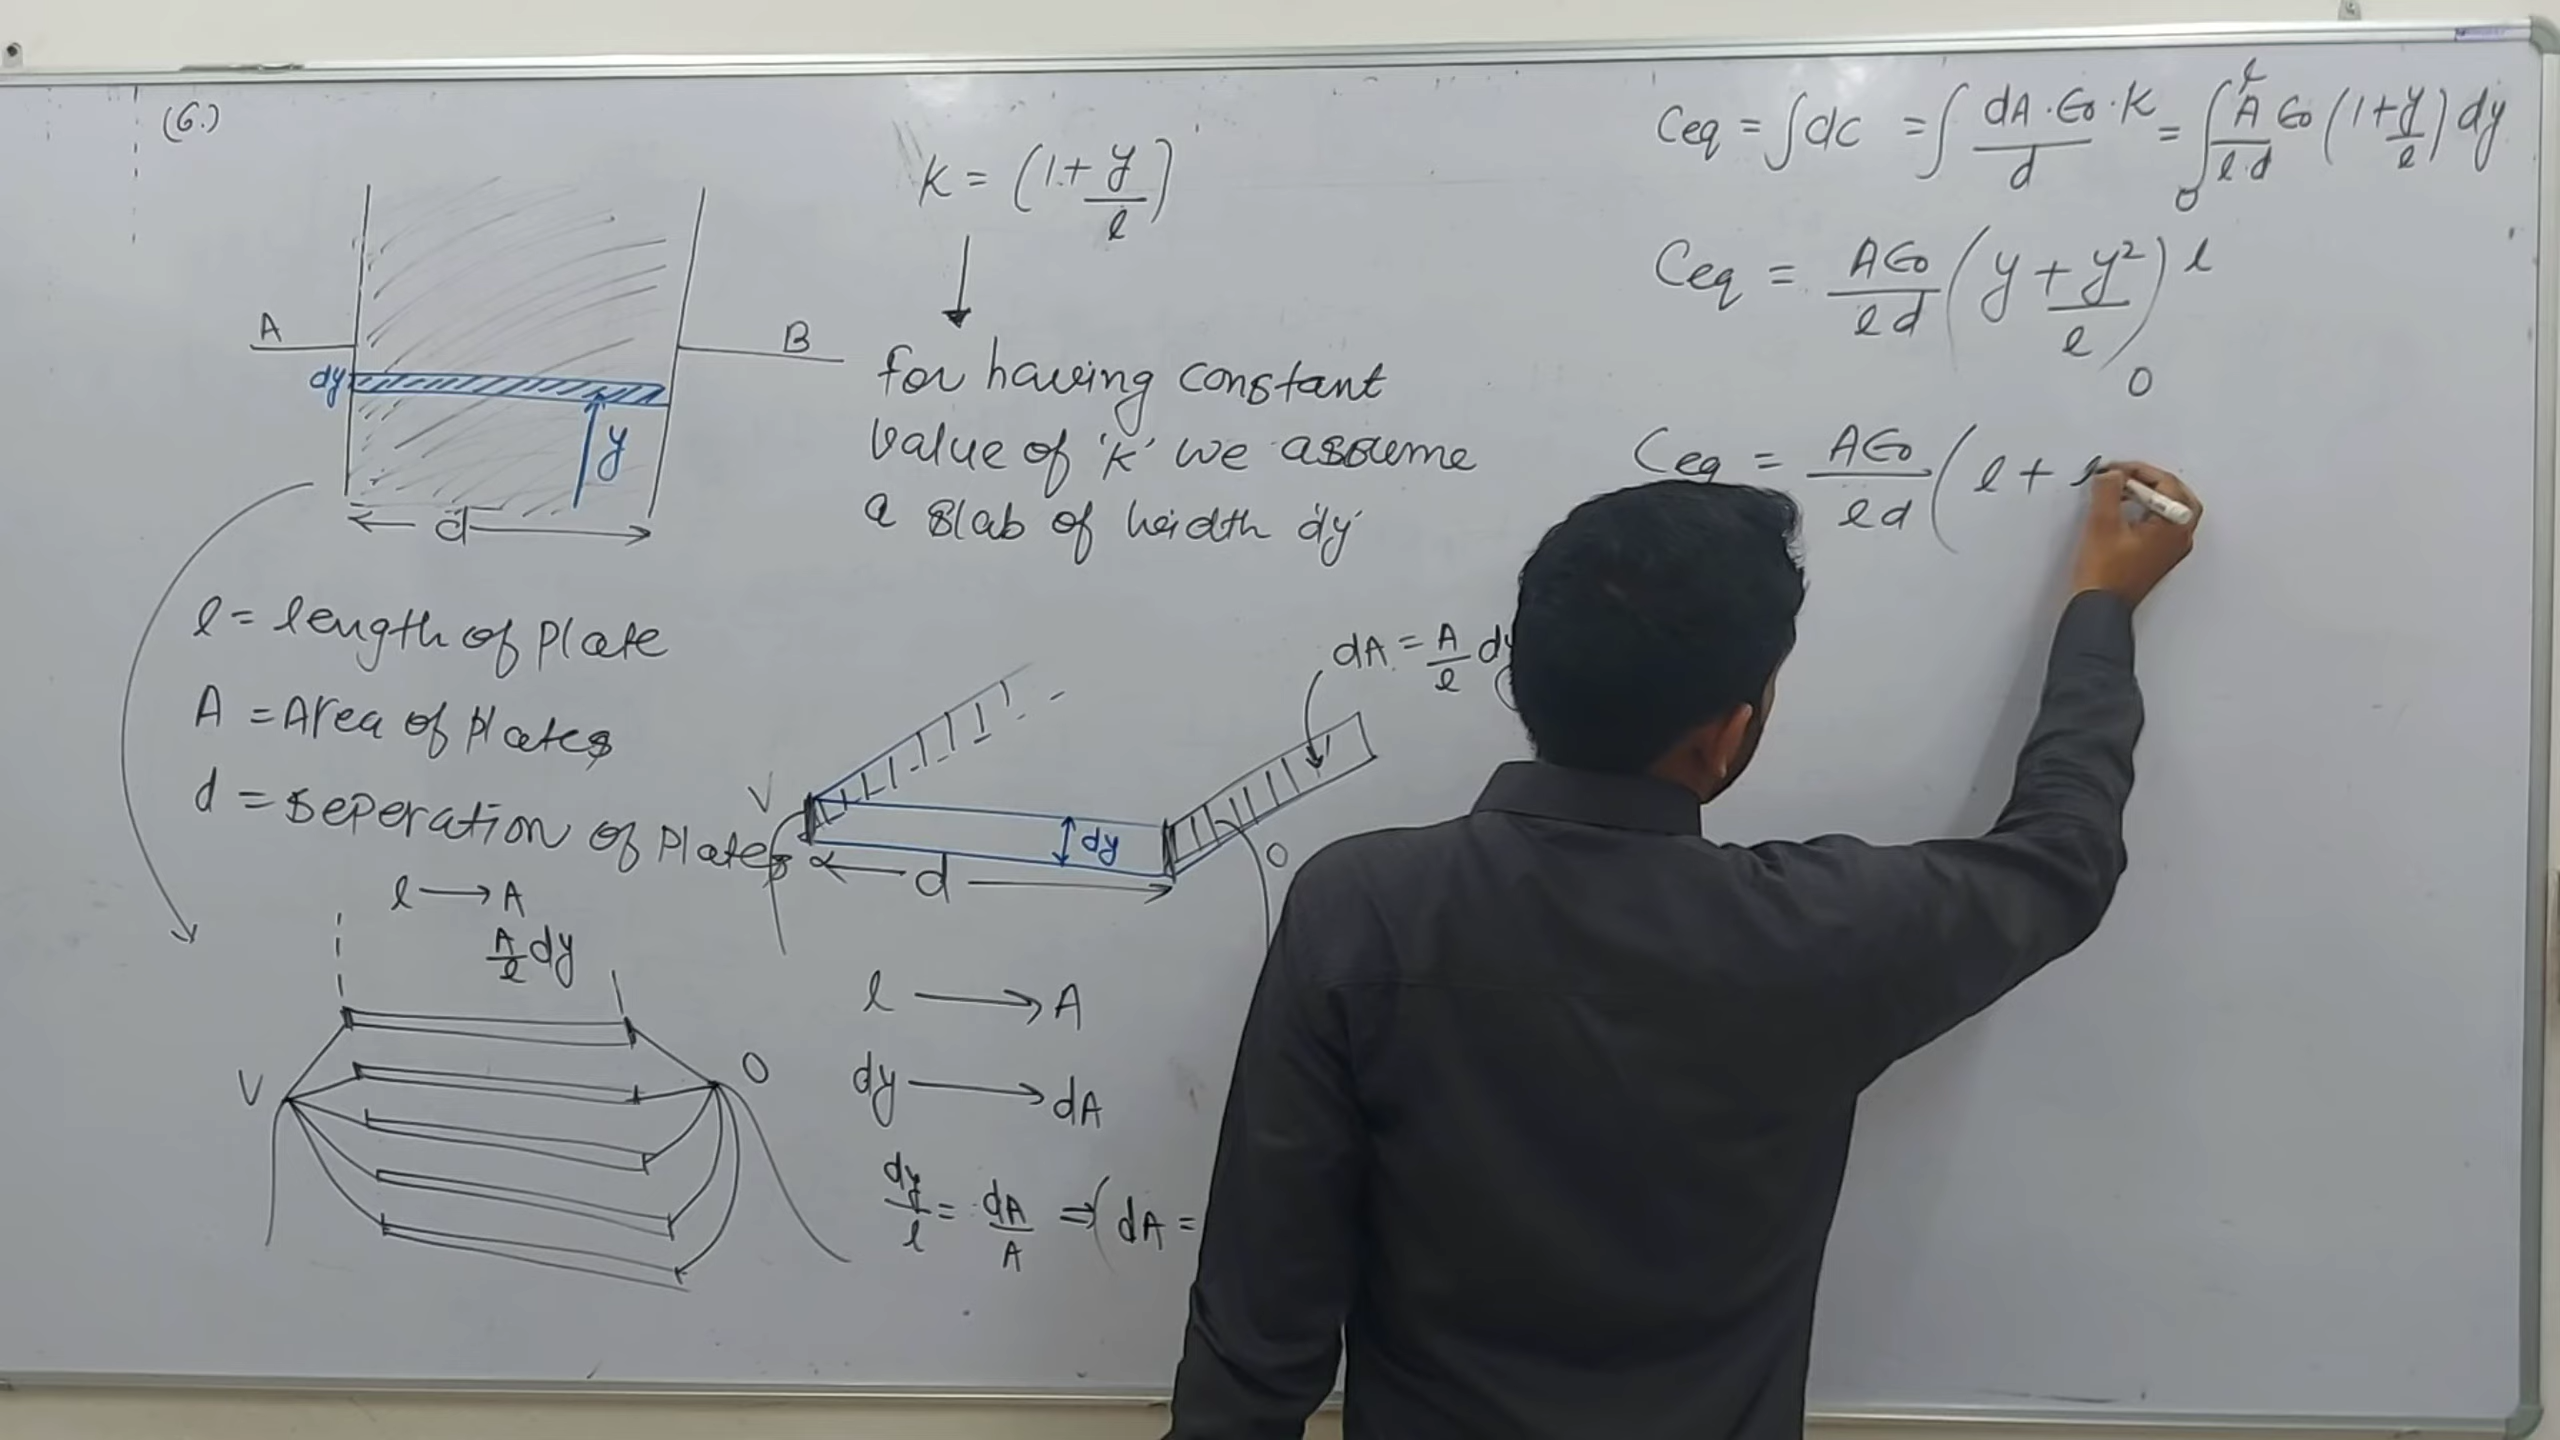 (6.)
A
B
dy
y
d
l = length of Plate
A = Area of Plates
d = seperation of Plates
l → A
A/l dy
V
O
K = (1 + y/l)
↓
for having constant
value of 'K' we assume
a slab of width 'dy'
dA = A/l dy
V
dy
d
O
l → A
dy → dA
dy/l = dA/A ⇒ (dA =
Ceq = ∫dC = ∫ dA·ϵ₀·K/d = ∫₀ˡ A/l·d ϵ₀ (1 + y/l) dy
Ceq = Aϵ₀/ld (y + y²/l)₀ˡ
Ceq = Aϵ₀/ld (l +